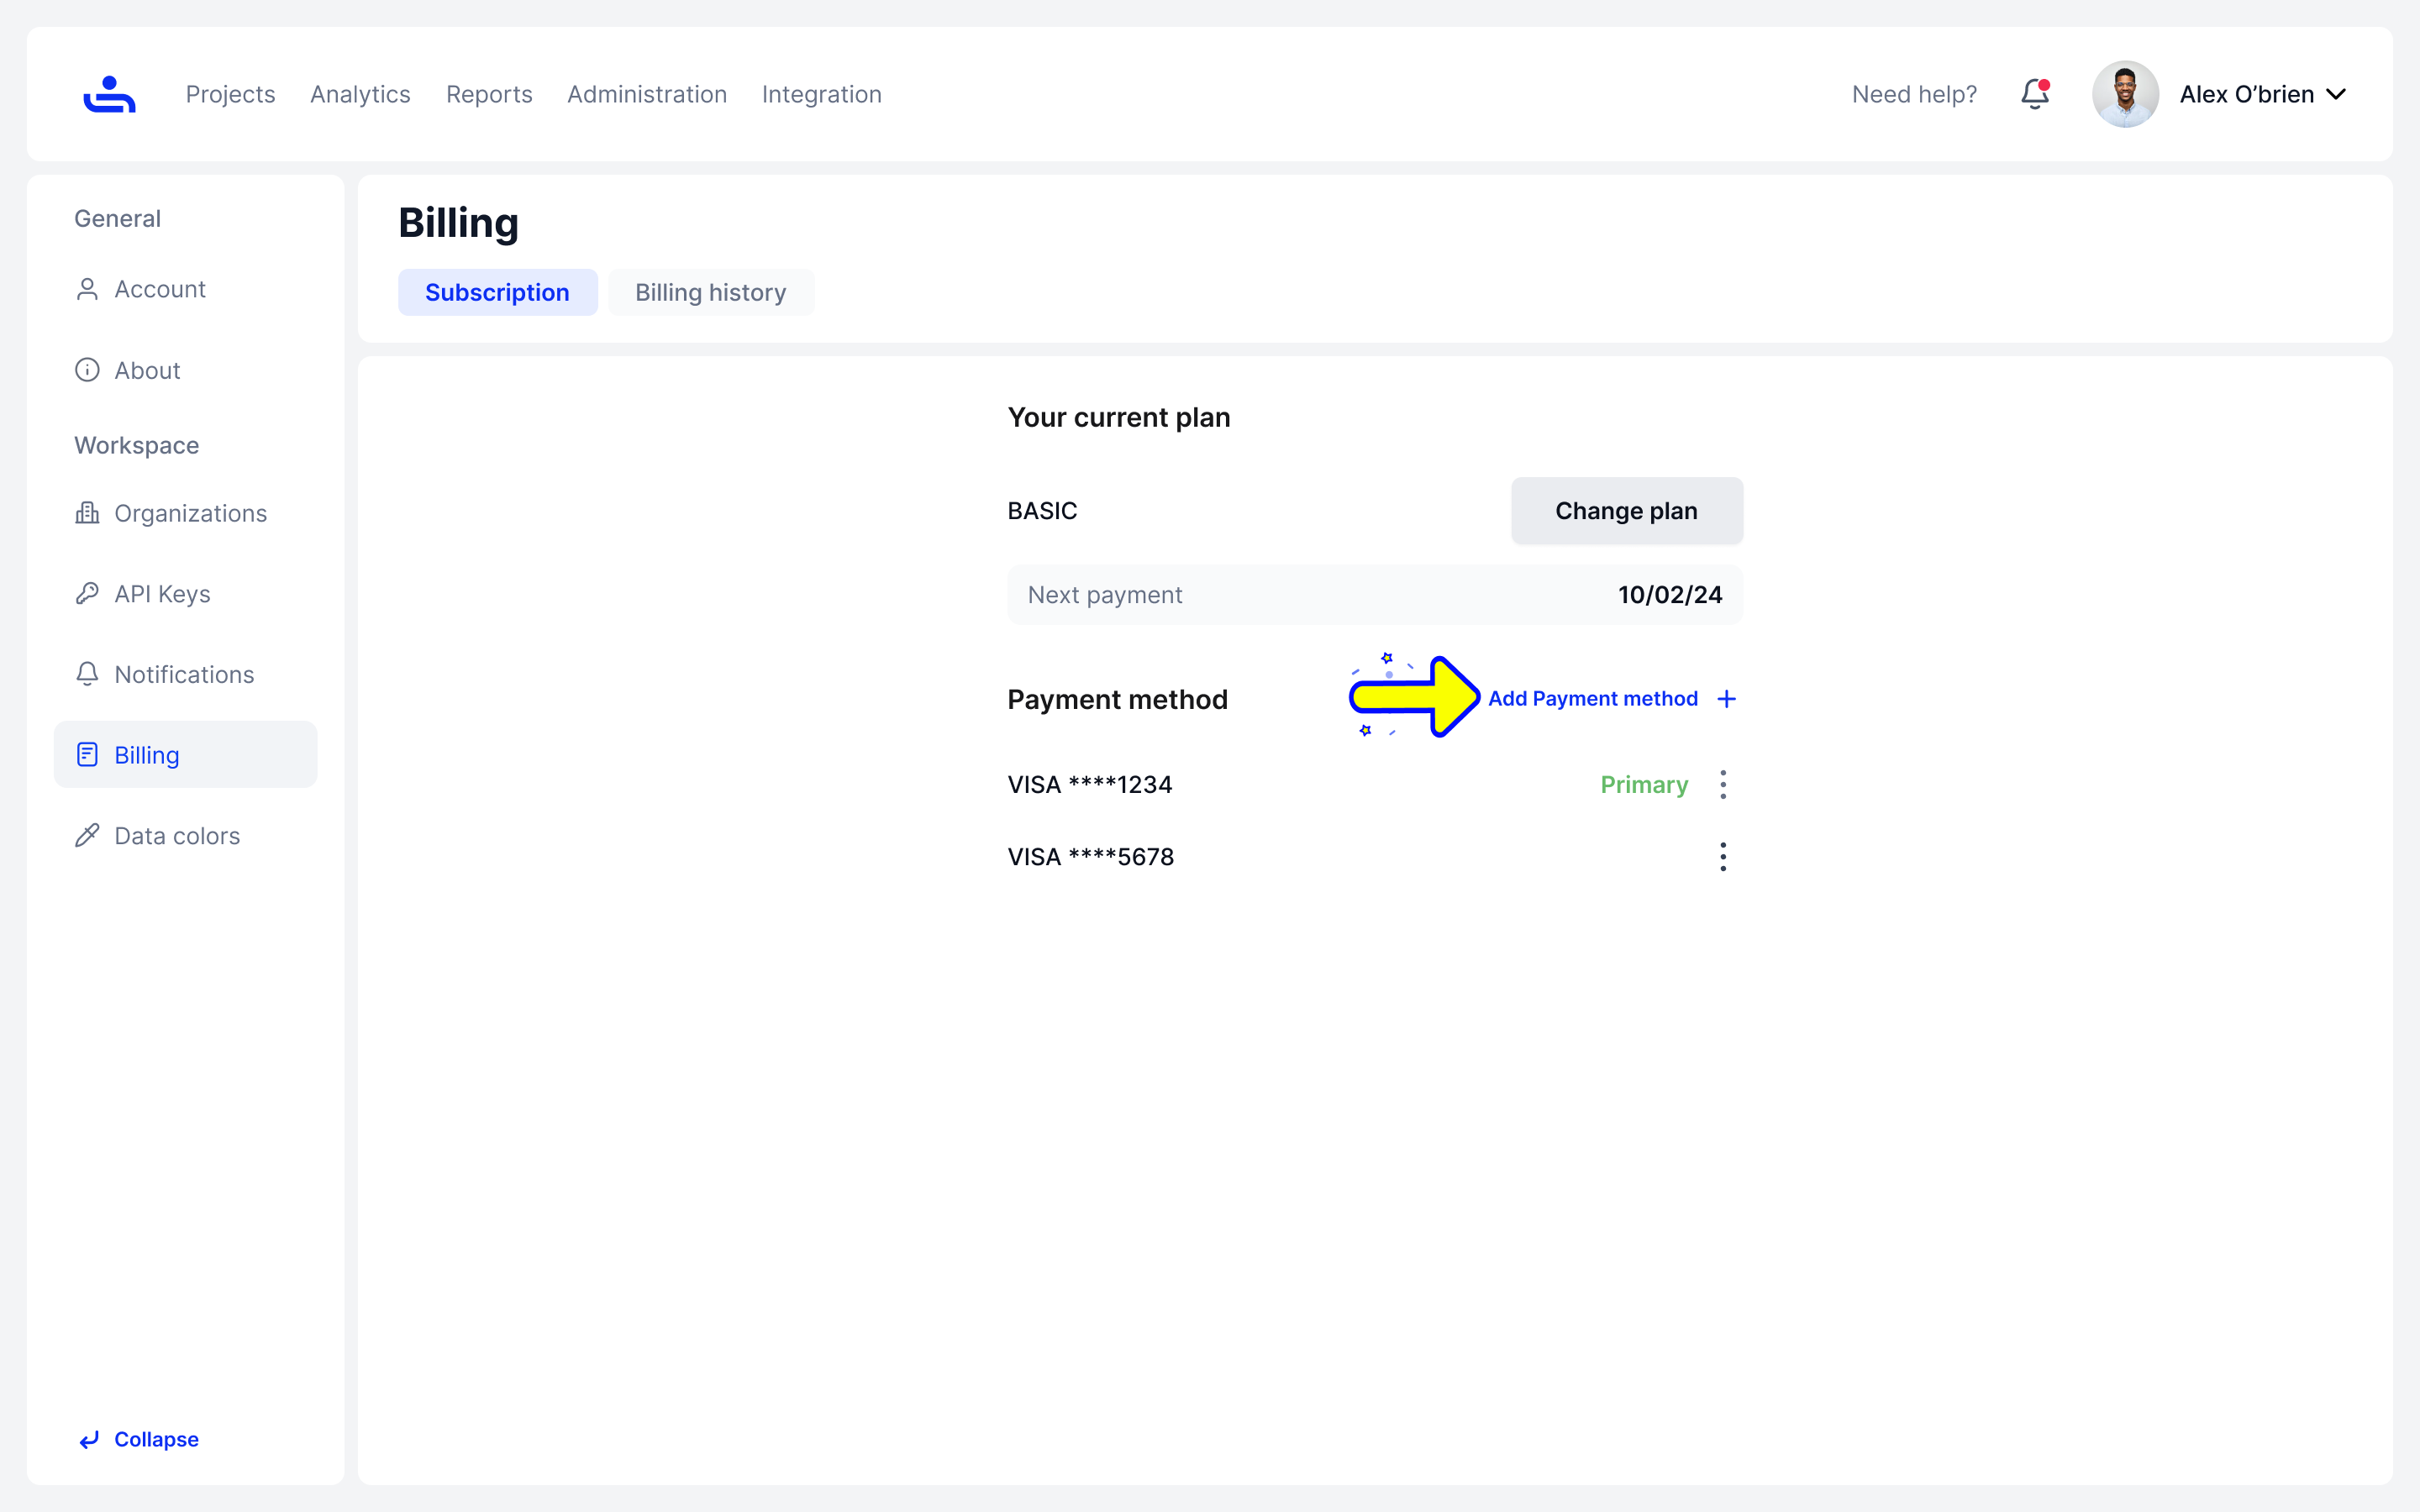 Projects Analytics Reports Administration Integration Need help? Alex O’brien
General
Account
About
Workspace
Organizations
API Keys
Notifications
Billing
Data colors
Collapse
Billing
Subscription Billing history
Your current plan
BASIC Change plan
Next payment 10/02/24
Payment method Add Payment method +
VISA ****1234 Primary
VISA ****5678